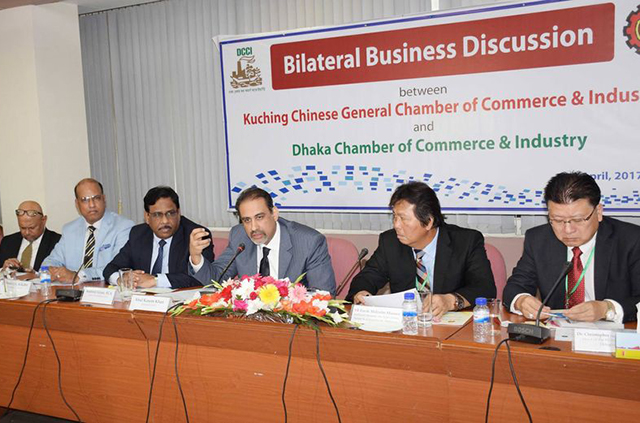 DCCI
Bilateral Business Discussion
between
Kuching Chinese General Chamber of Commerce & Indus
and
Dhaka Chamber of Commerce & Industry
pril, 2017